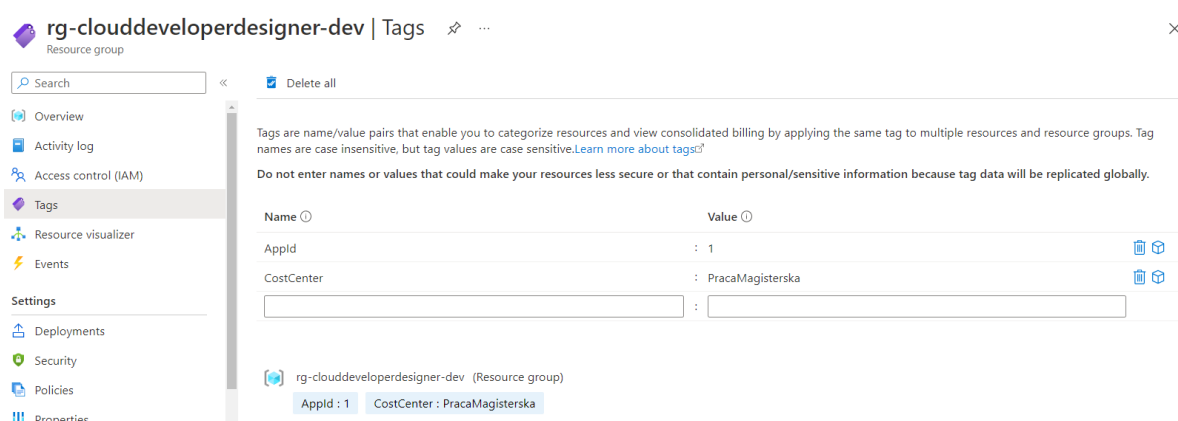 rg-clouddeveloperdesigner-dev | Tags
Resource group
Search
Overview
Activity log
Access control (IAM)
Tags
Resource visualizer
Events
Settings
Deployments
Security
Policies
Properties
Delete all
Tags are name/value pairs that enable you to categorize resources and view consolidated billing by applying the same tag to multiple resources and resource groups. Tag
names are case insensitive, but tag values are case sensitive.Learn more about tags
Do not enter names or values that could make your resources less secure or that contain personal/sensitive information because tag data will be replicated globally.
Name Value
AppId : 1
CostCenter : PracaMagisterska
:
rg-clouddeveloperdesigner-dev (Resource group)
AppId : 1 CostCenter : PracaMagisterska